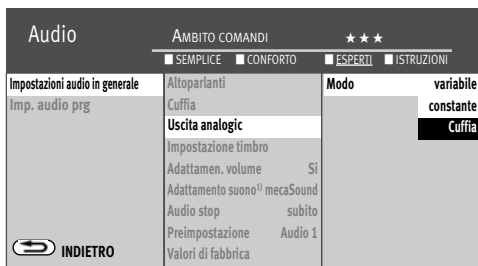 Audio
AMBITO COMANDI ★★★
SEMPLICE CONFORTO ESPERTI ISTRUZIONI
Impostazioni audio in generale
Imp. audio prg
Altoparlanti
Cuffia
Uscita analogic
Impostazione timbro
Adattamen. volume Si
Adattamento suono¹⁾ mecaSound
Audio stop subito
Preimpostazione Audio 1
Valori di fabbrica
Modo variabile
constante
Cuffia
INDIETRO